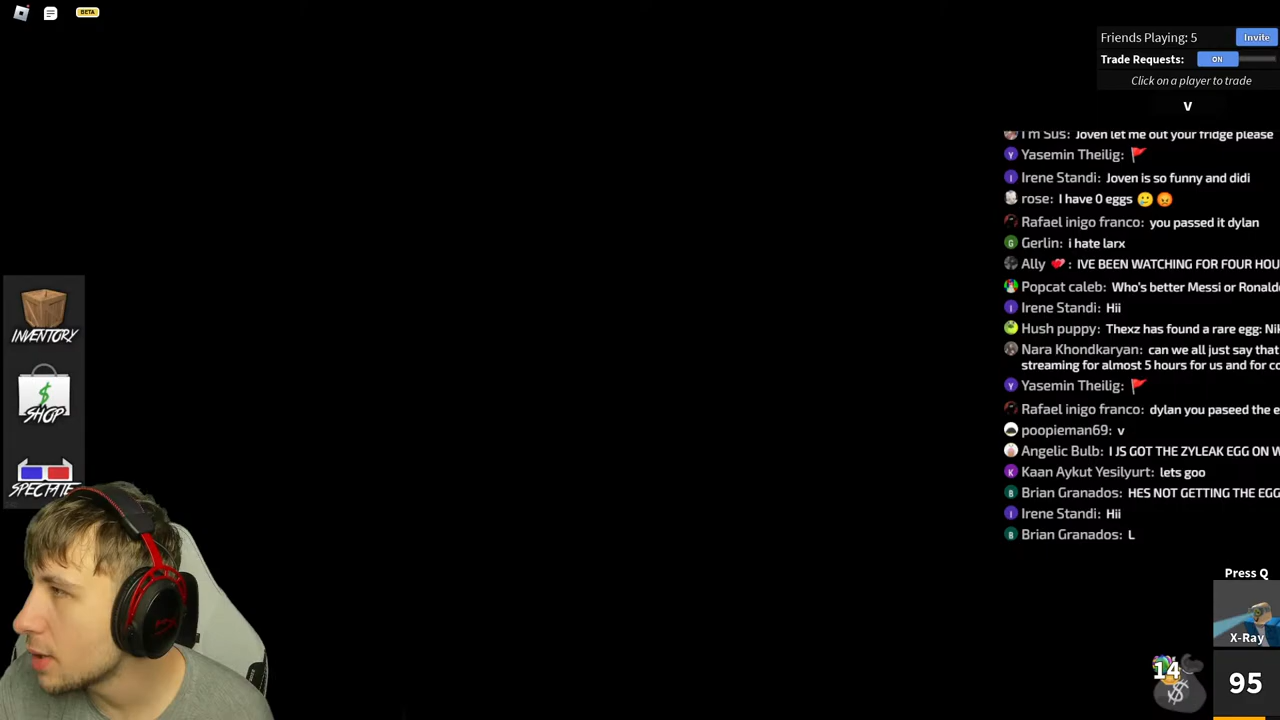 BETA
Friends Playing: 5
Invite
Trade Requests:
ON
Click on a player to trade
v
I'm Sus: Joven let me out your fridge please
Y Yasemin Theilig: 🚩
I Irene Standi: Joven is so funny and didi
rose: I have 0 eggs 🥲 😡
Rafael inigo franco: you passed it dylan
G Gerlin: i hate larx
Ally 💔 : IVE BEEN WATCHING FOR FOUR HOU
Popcat caleb: Who's better Messi or Ronald
I Irene Standi: Hii
Hush puppy: Thexz has found a rare egg: Ni
Nara Khondkaryan: can we all just say that
streaming for almost 5 hours for us and for co
Y Yasemin Theilig: 🚩
Rafael inigo franco: dylan you paseed the e
poopieman69: v
Angelic Bulb: I JS GOT THE ZYLEAK EGG ON
K Kaan Aykut Yesilyurt: lets goo
B Brian Granados: HES NOT GETTING THE EGG
I Irene Standi: Hii
B Brian Granados: L
INVENTORY
$
SHOP
SPECTATE
Press Q
X-Ray
14
$
95